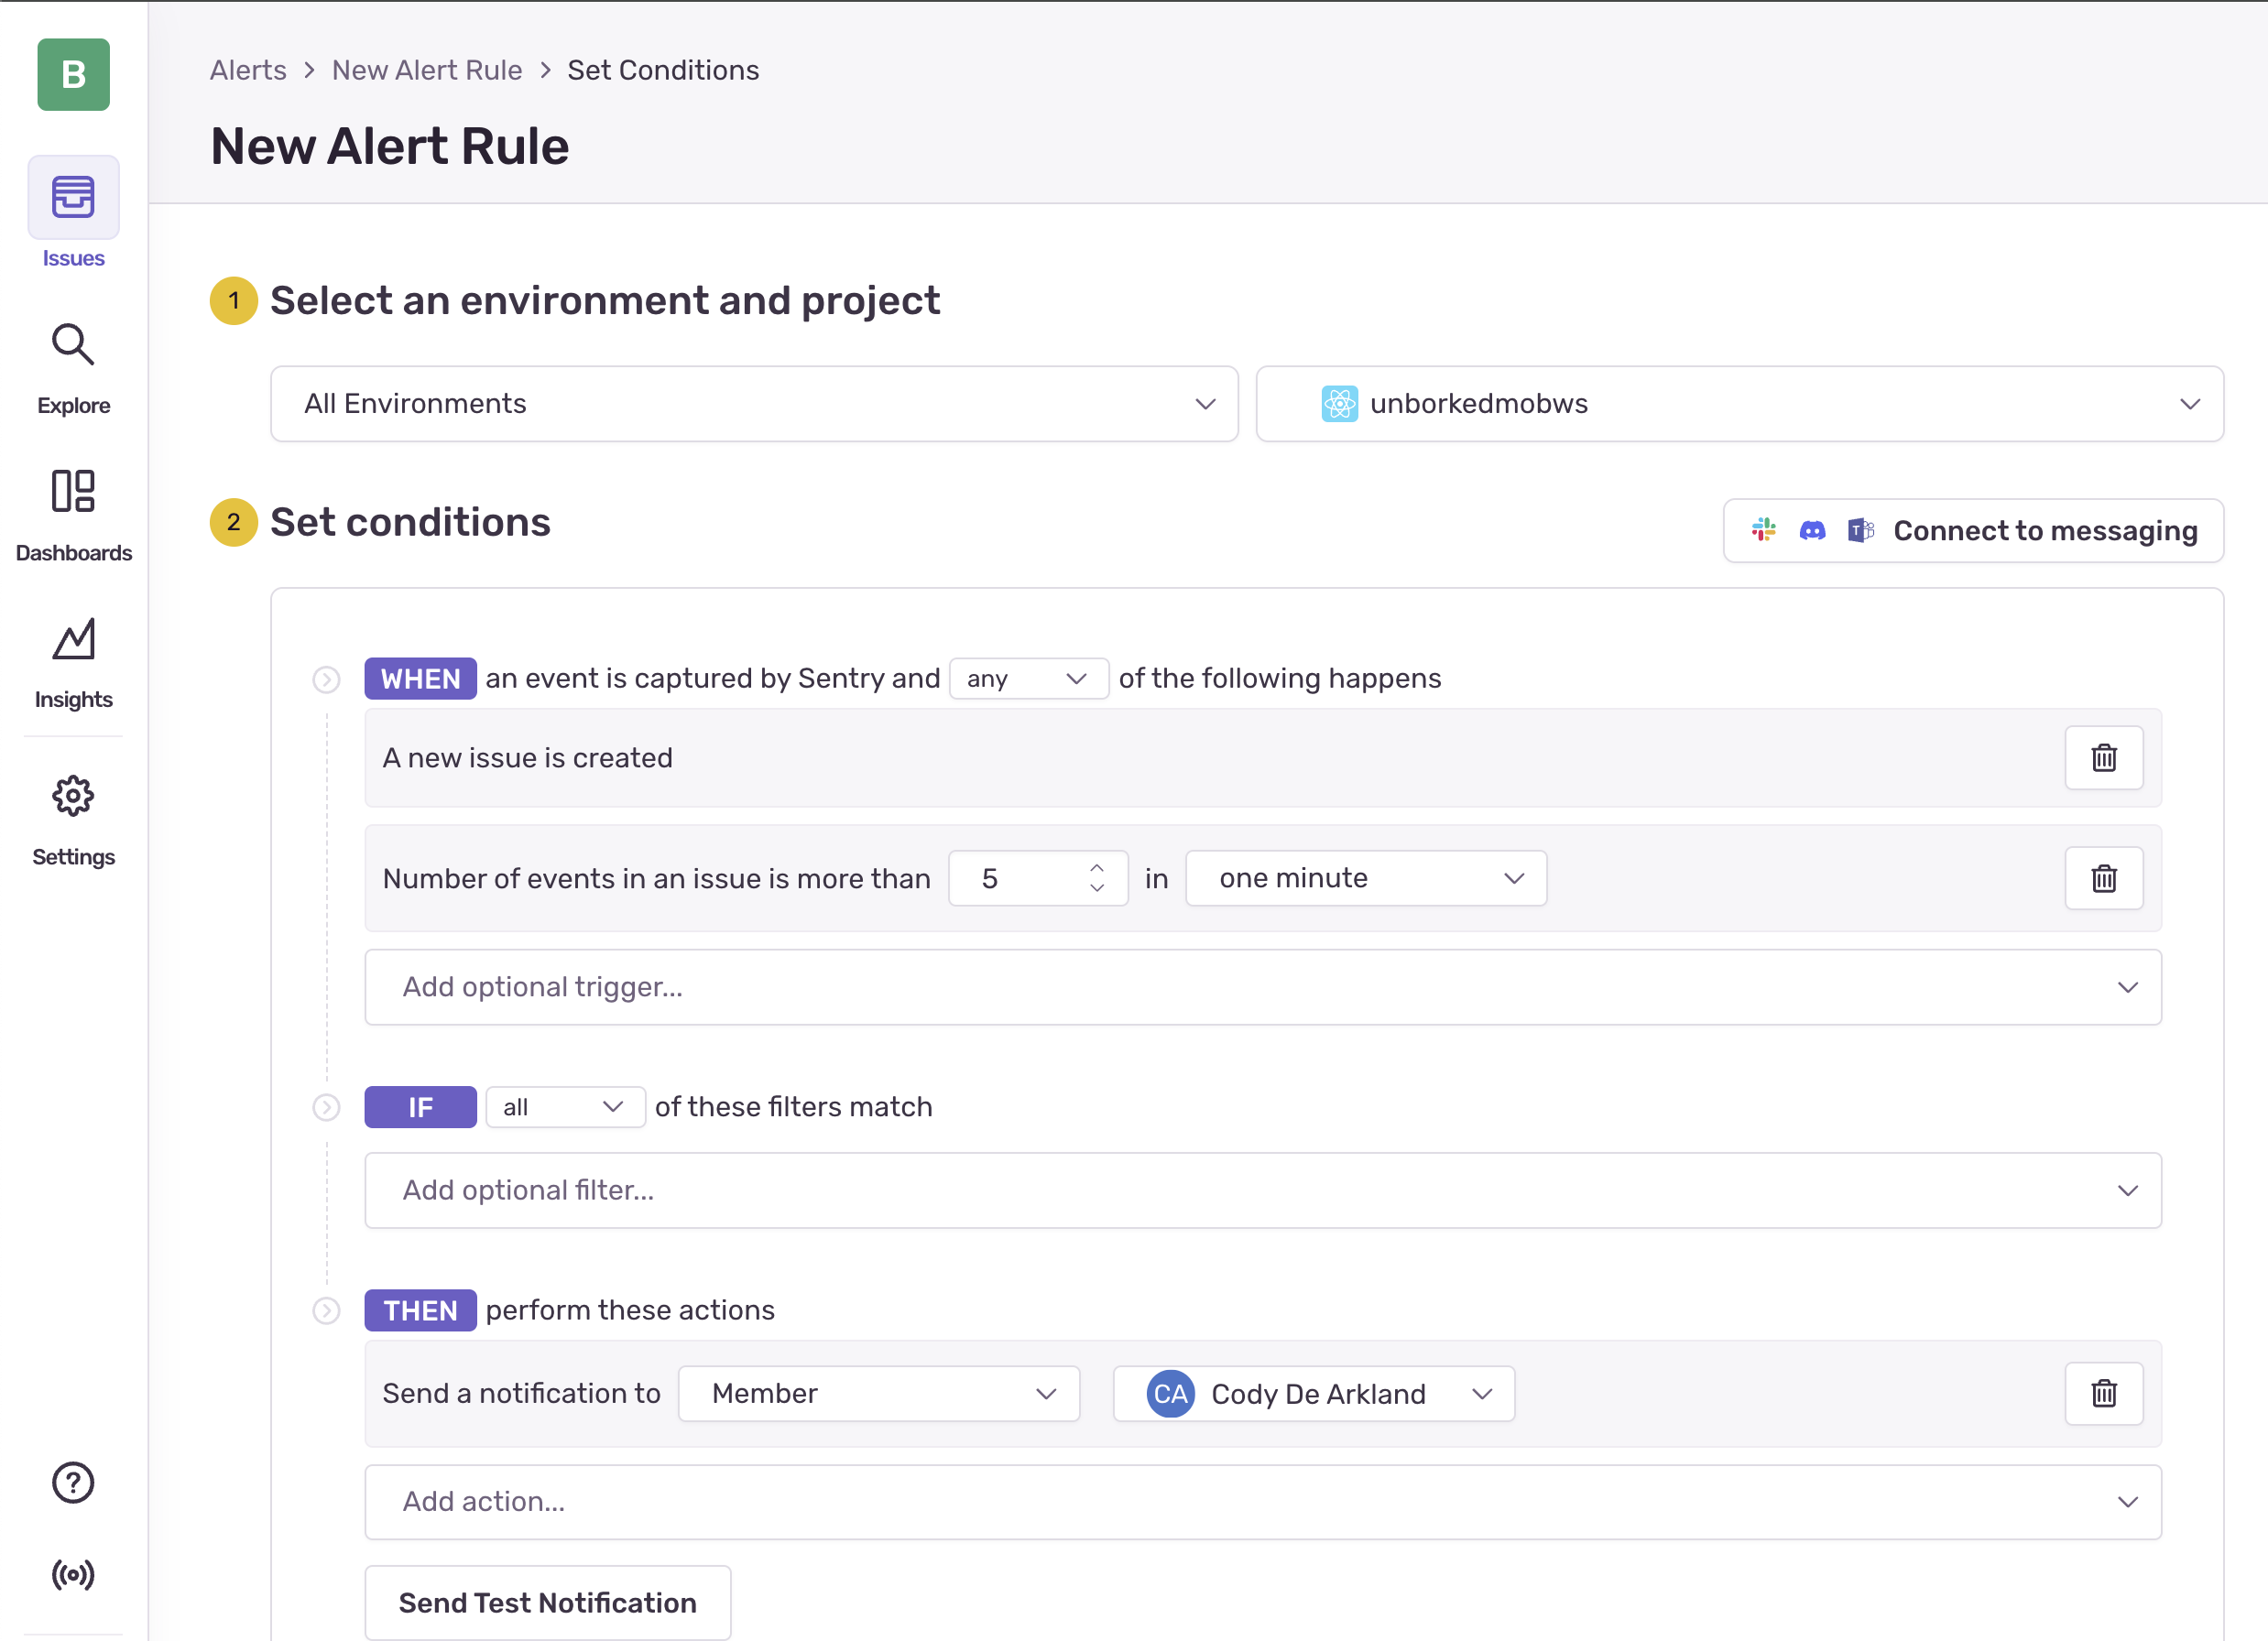 B
Issues
Explore
Dashboards
Insights
Settings
Alerts > New Alert Rule > Set Conditions
New Alert Rule
1 Select an environment and project
All Environments unborkedmobws
2 Set conditions T Connect to messaging
WHEN an event is captured by Sentry and any of the following happens
A new issue is created
Number of events in an issue is more than 5 in one minute
Add optional trigger...
IF all of these filters match
Add optional filter...
THEN perform these actions
Send a notification to Member CA Cody De Arkland
Add action...
Send Test Notification
?